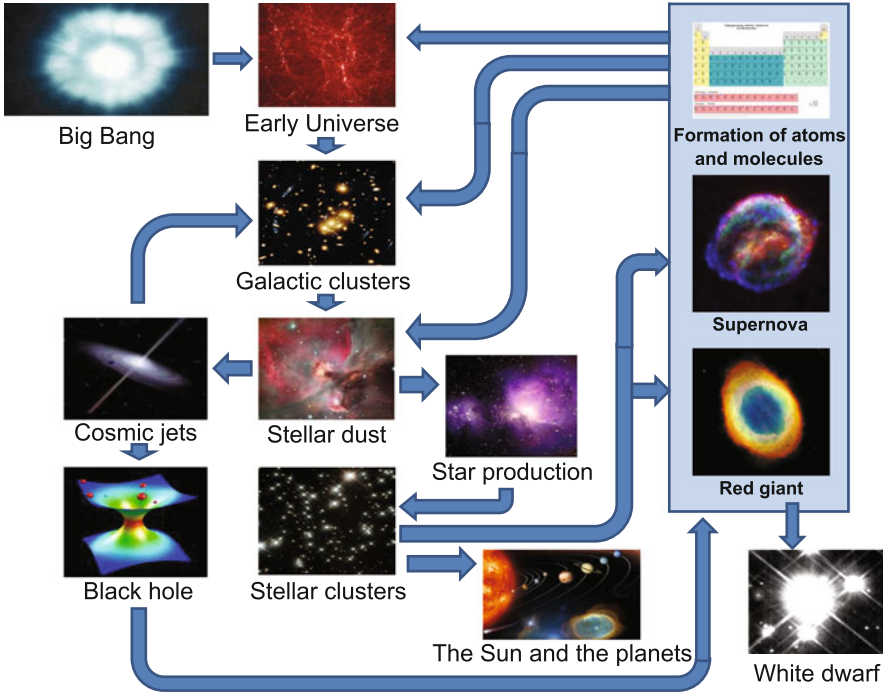 Big Bang
Early Universe
Formation of atoms
and molecules
Galactic clusters
Supernova
Cosmic jets
Stellar dust
Star production
Red giant
Black hole
Stellar clusters
The Sun and the planets
White dwarf